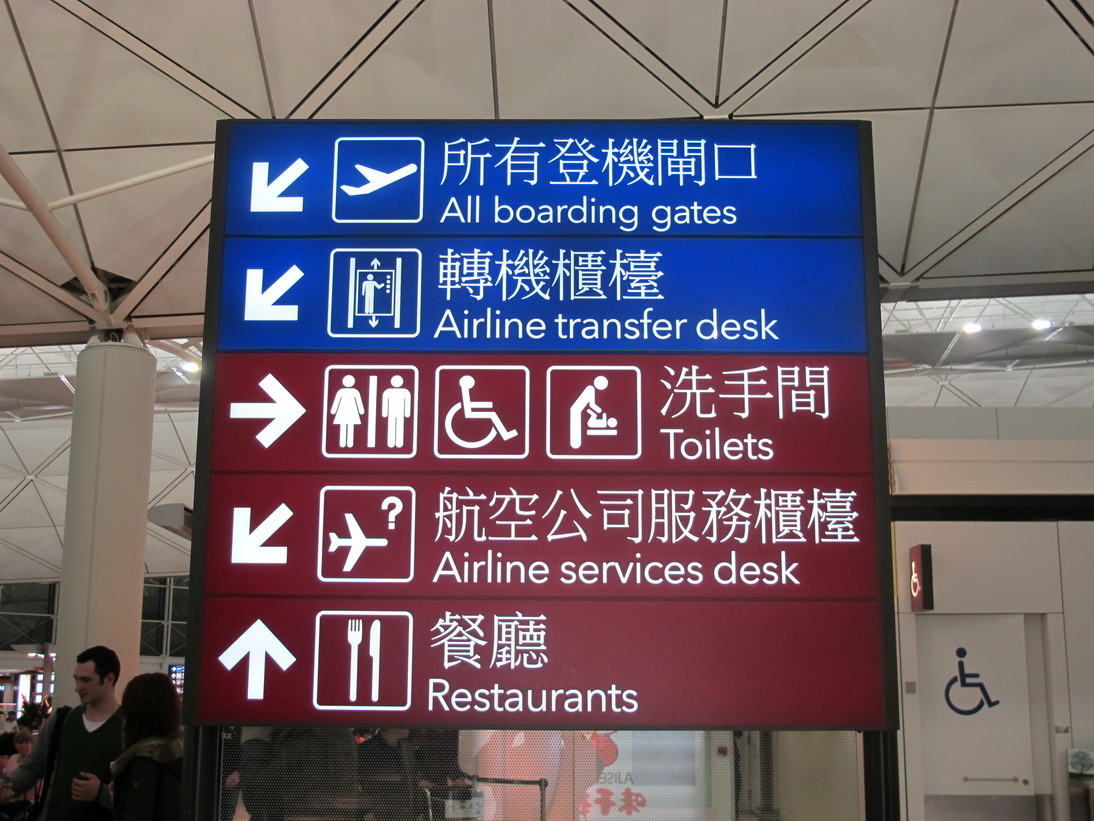 所有登機閘口
All boarding gates
轉機櫃檯
Airline transfer desk
洗手間
Toilets
?
航空公司服務櫃檯
Airline services desk
餐廳
Restaurants